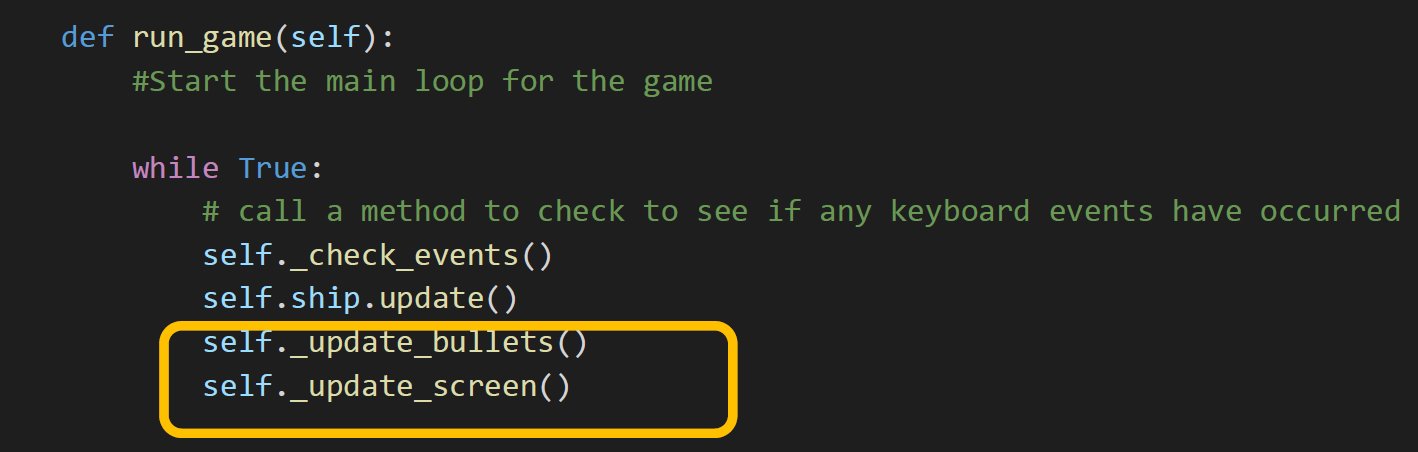 def run_game(self):
#Start the main loop for the game
while True:
# call a method to check to see if any keyboard events have occurred
self._check_events()
self.ship.update()
self._update_bullets()
self._update_screen()